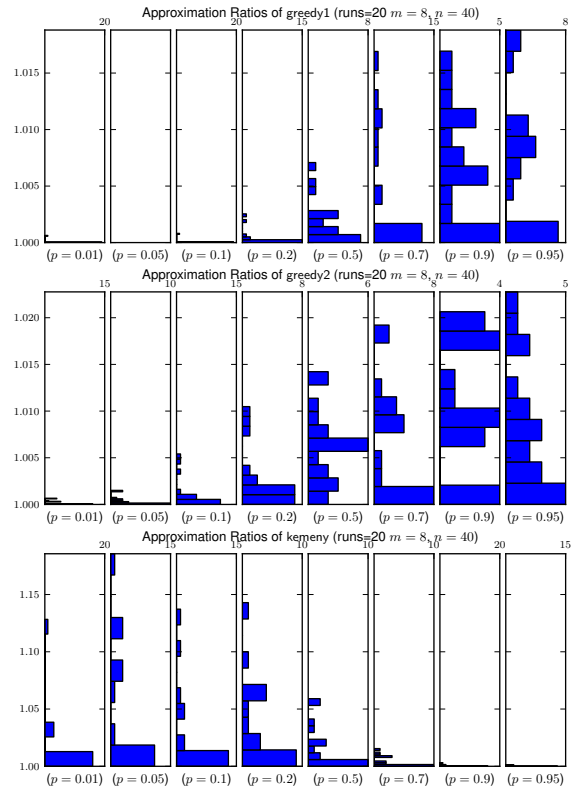 Approximation Ratios of greedy1 (runs=20 m = 8, n = 40)
20 20 20 15 8 5 8
1.015
1.010
1.005
1.000
(p = 0.01) (p = 0.05) (p = 0.1) (p = 0.2) (p = 0.5) (p = 0.7) (p = 0.9) (p = 0.95)
Approximation Ratios of greedy2 (runs=20 m = 8, n = 40)
15 10 15 8 6 8 4 5
1.020
1.015
1.010
1.005
1.000
(p = 0.01) (p = 0.05) (p = 0.1) (p = 0.2) (p = 0.5) (p = 0.7) (p = 0.9) (p = 0.95)
Approximation Ratios of kemeny (runs=20 m = 8, n = 40)
20 15 15 10 10 10 20 15
1.15
1.10
1.05
1.00
(p = 0.01) (p = 0.05) (p = 0.1) (p = 0.2) (p = 0.5) (p = 0.7) (p = 0.9) (p = 0.95)